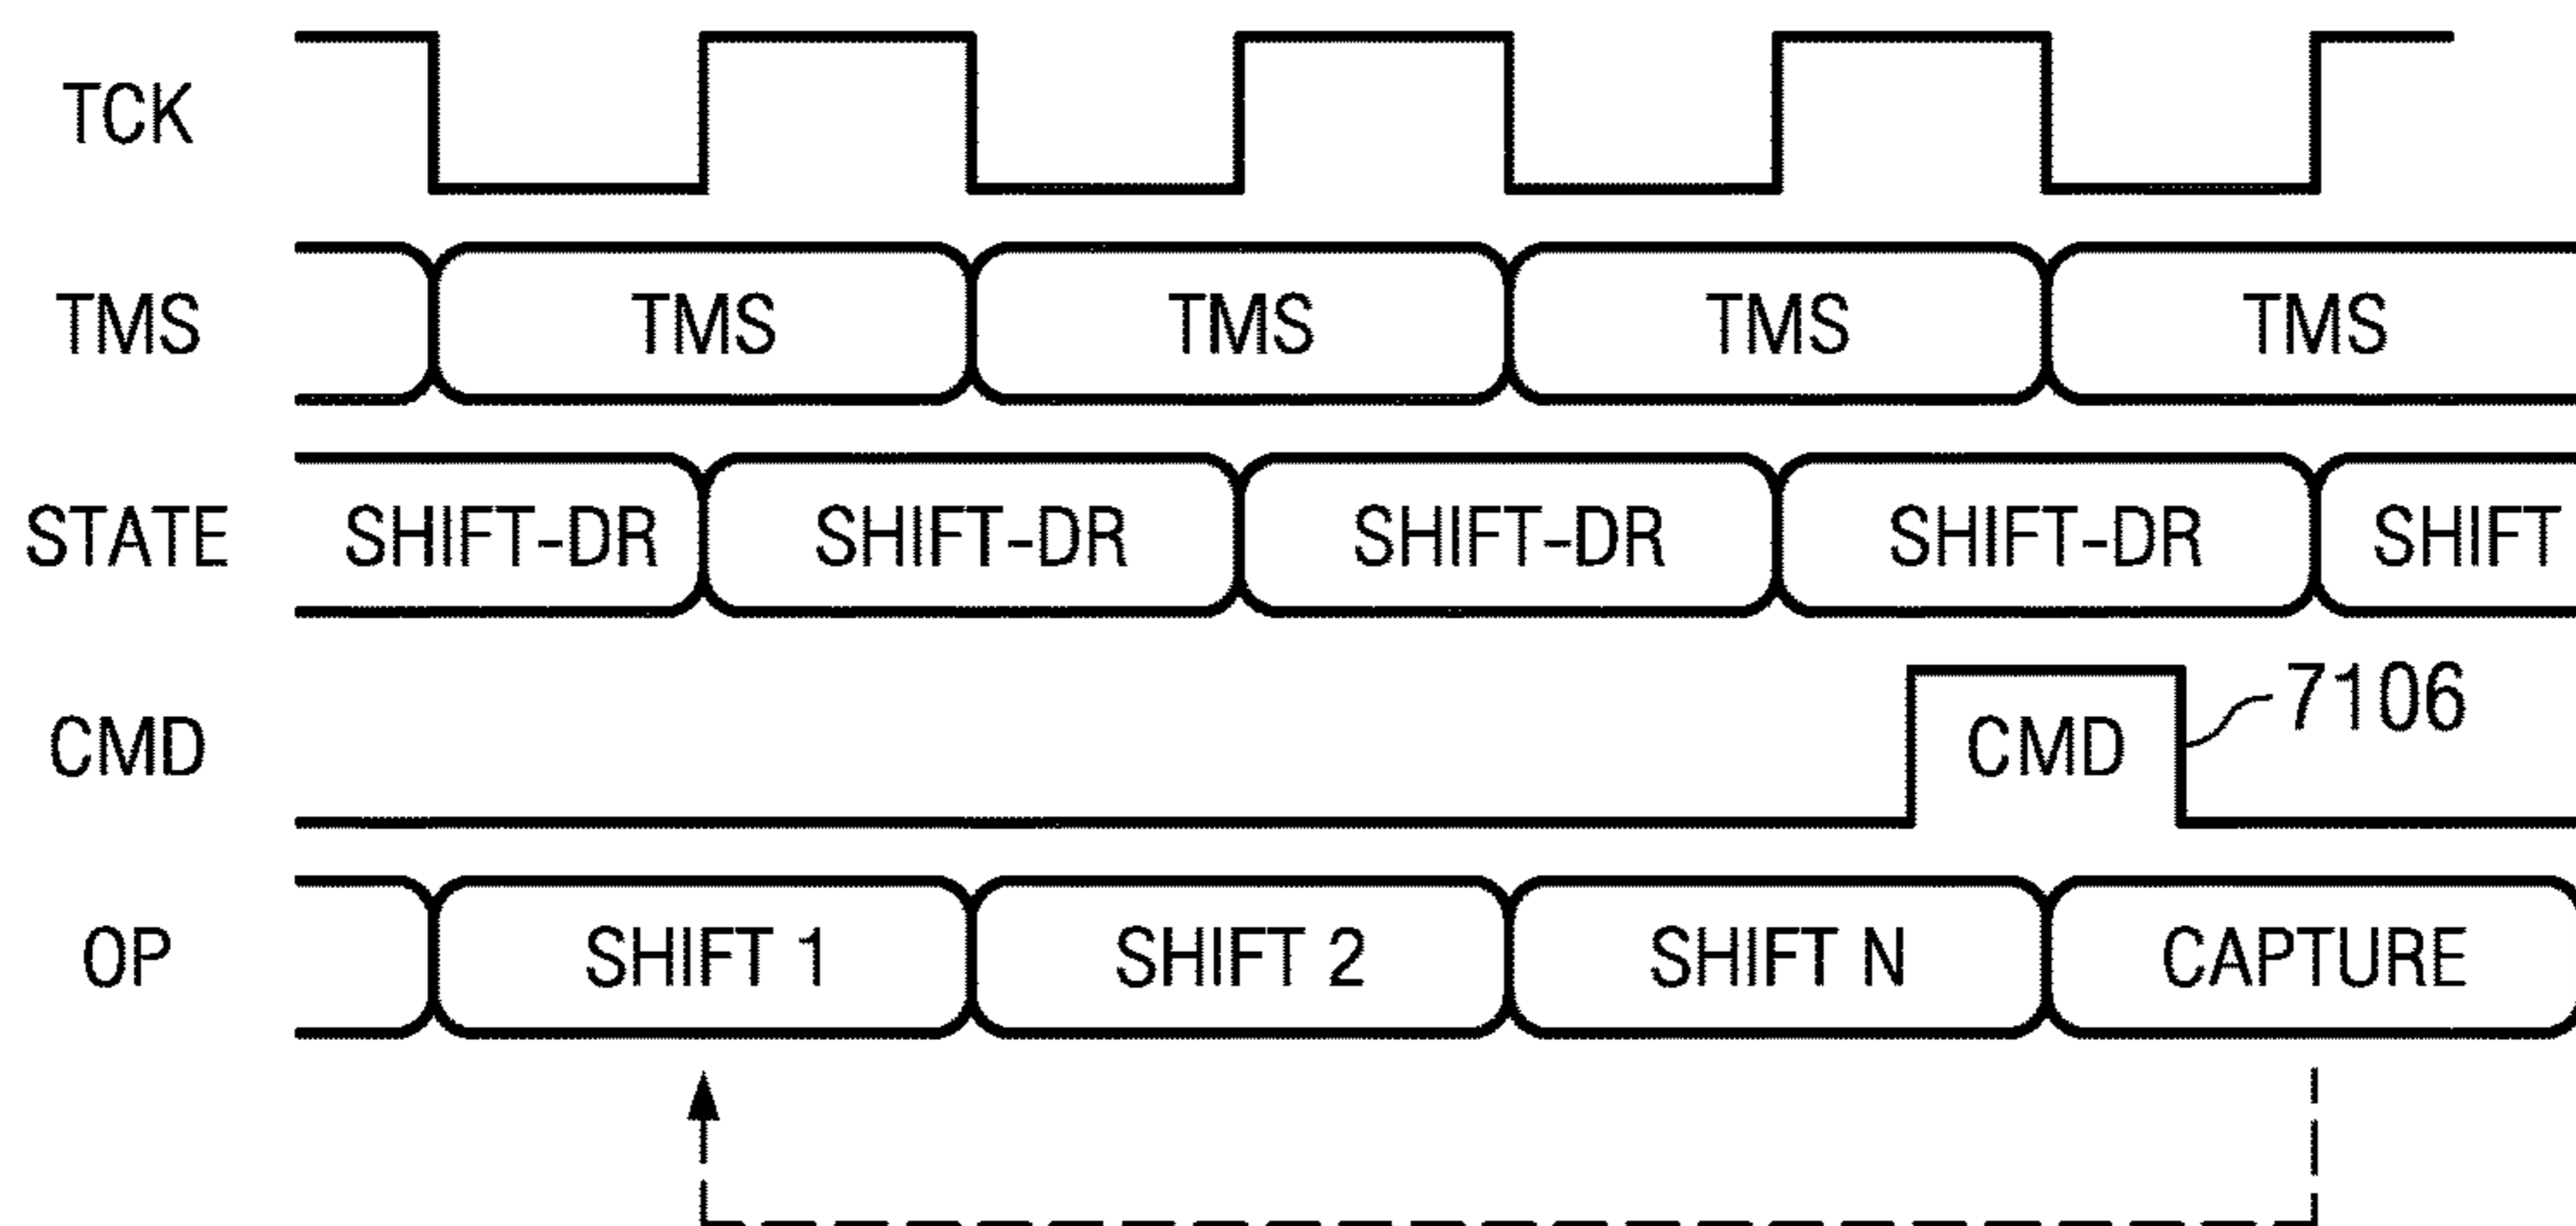 TCK
TMS TMS TMS TMS TMS
STATE SHIFT-DR SHIFT-DR SHIFT-DR SHIFT-DR SHIFT
CMD CMD 7106
OP SHIFT 1 SHIFT 2 SHIFT N CAPTURE